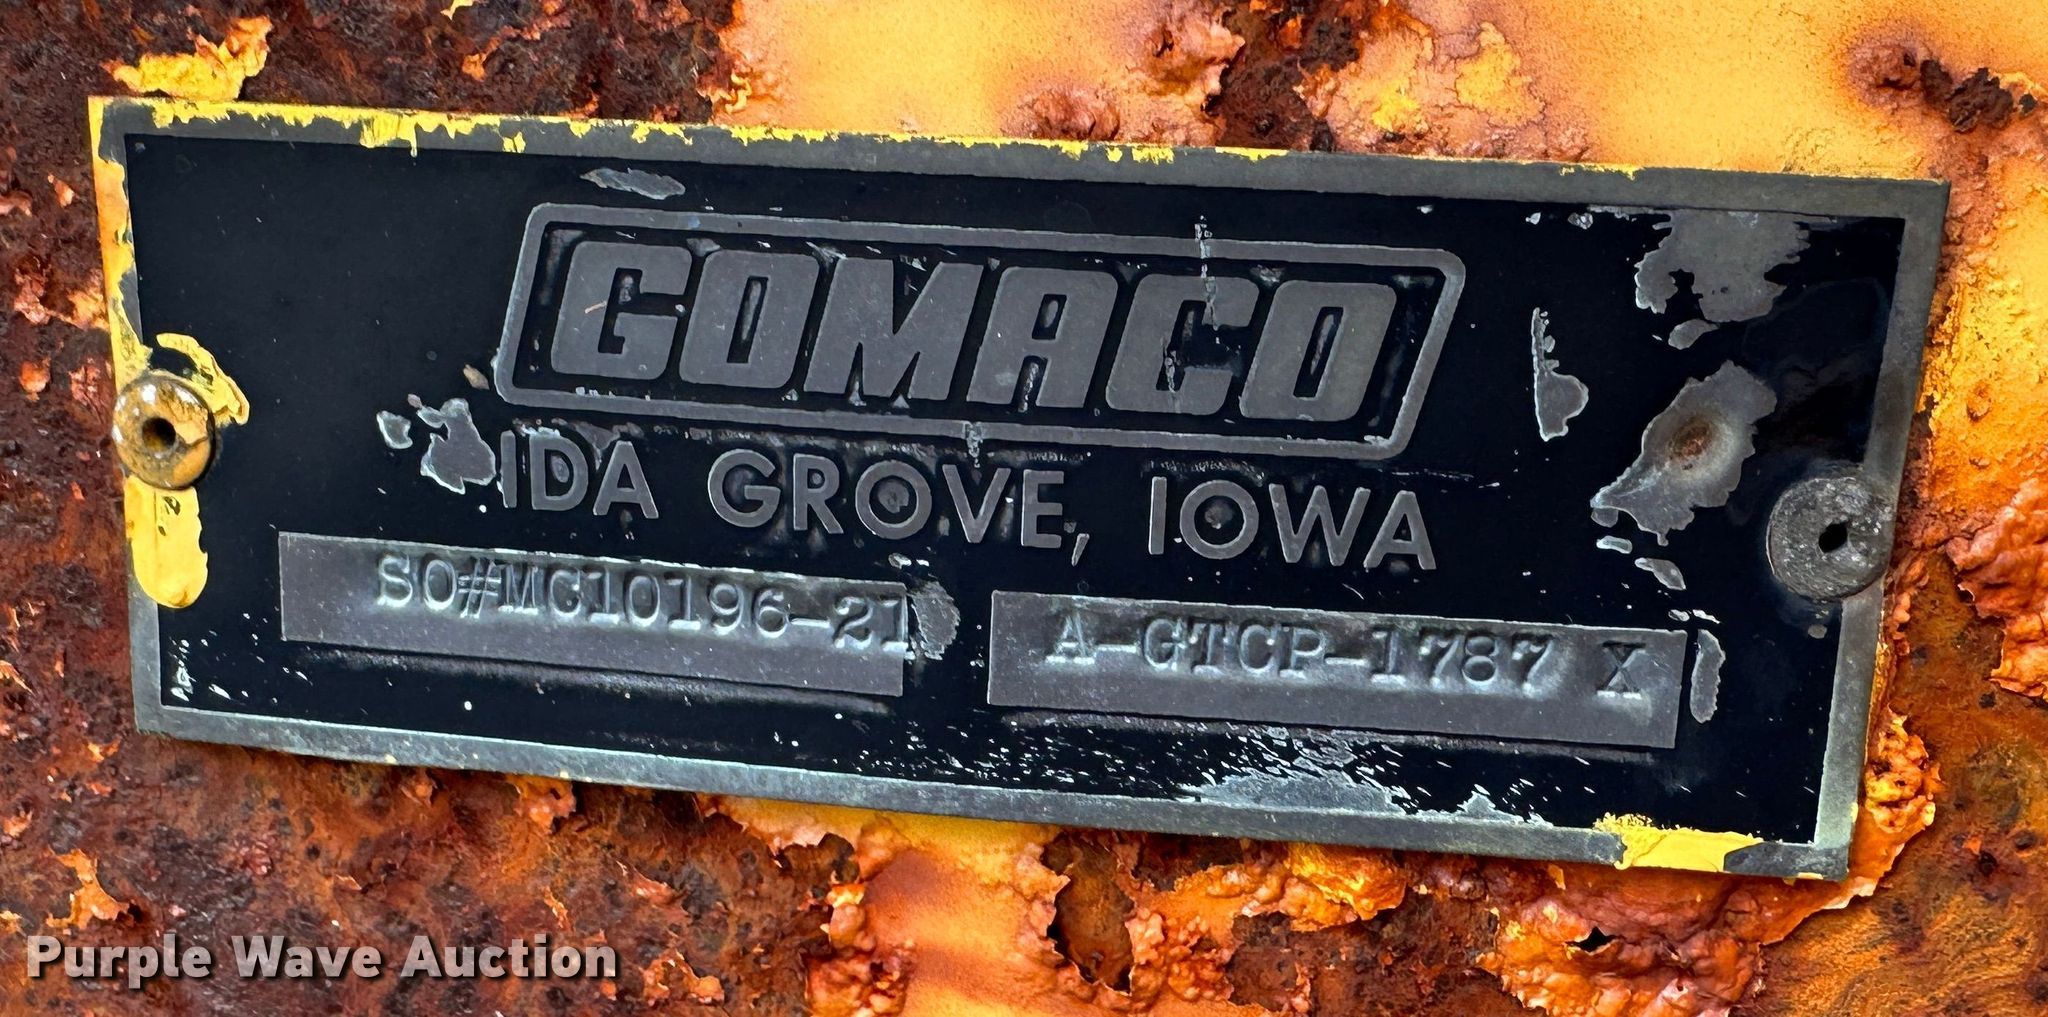 GOMACO
IDA GROVE, IOWA
SO#MC10196-21 A-GTCP-1787 X
Purple Wave Auction